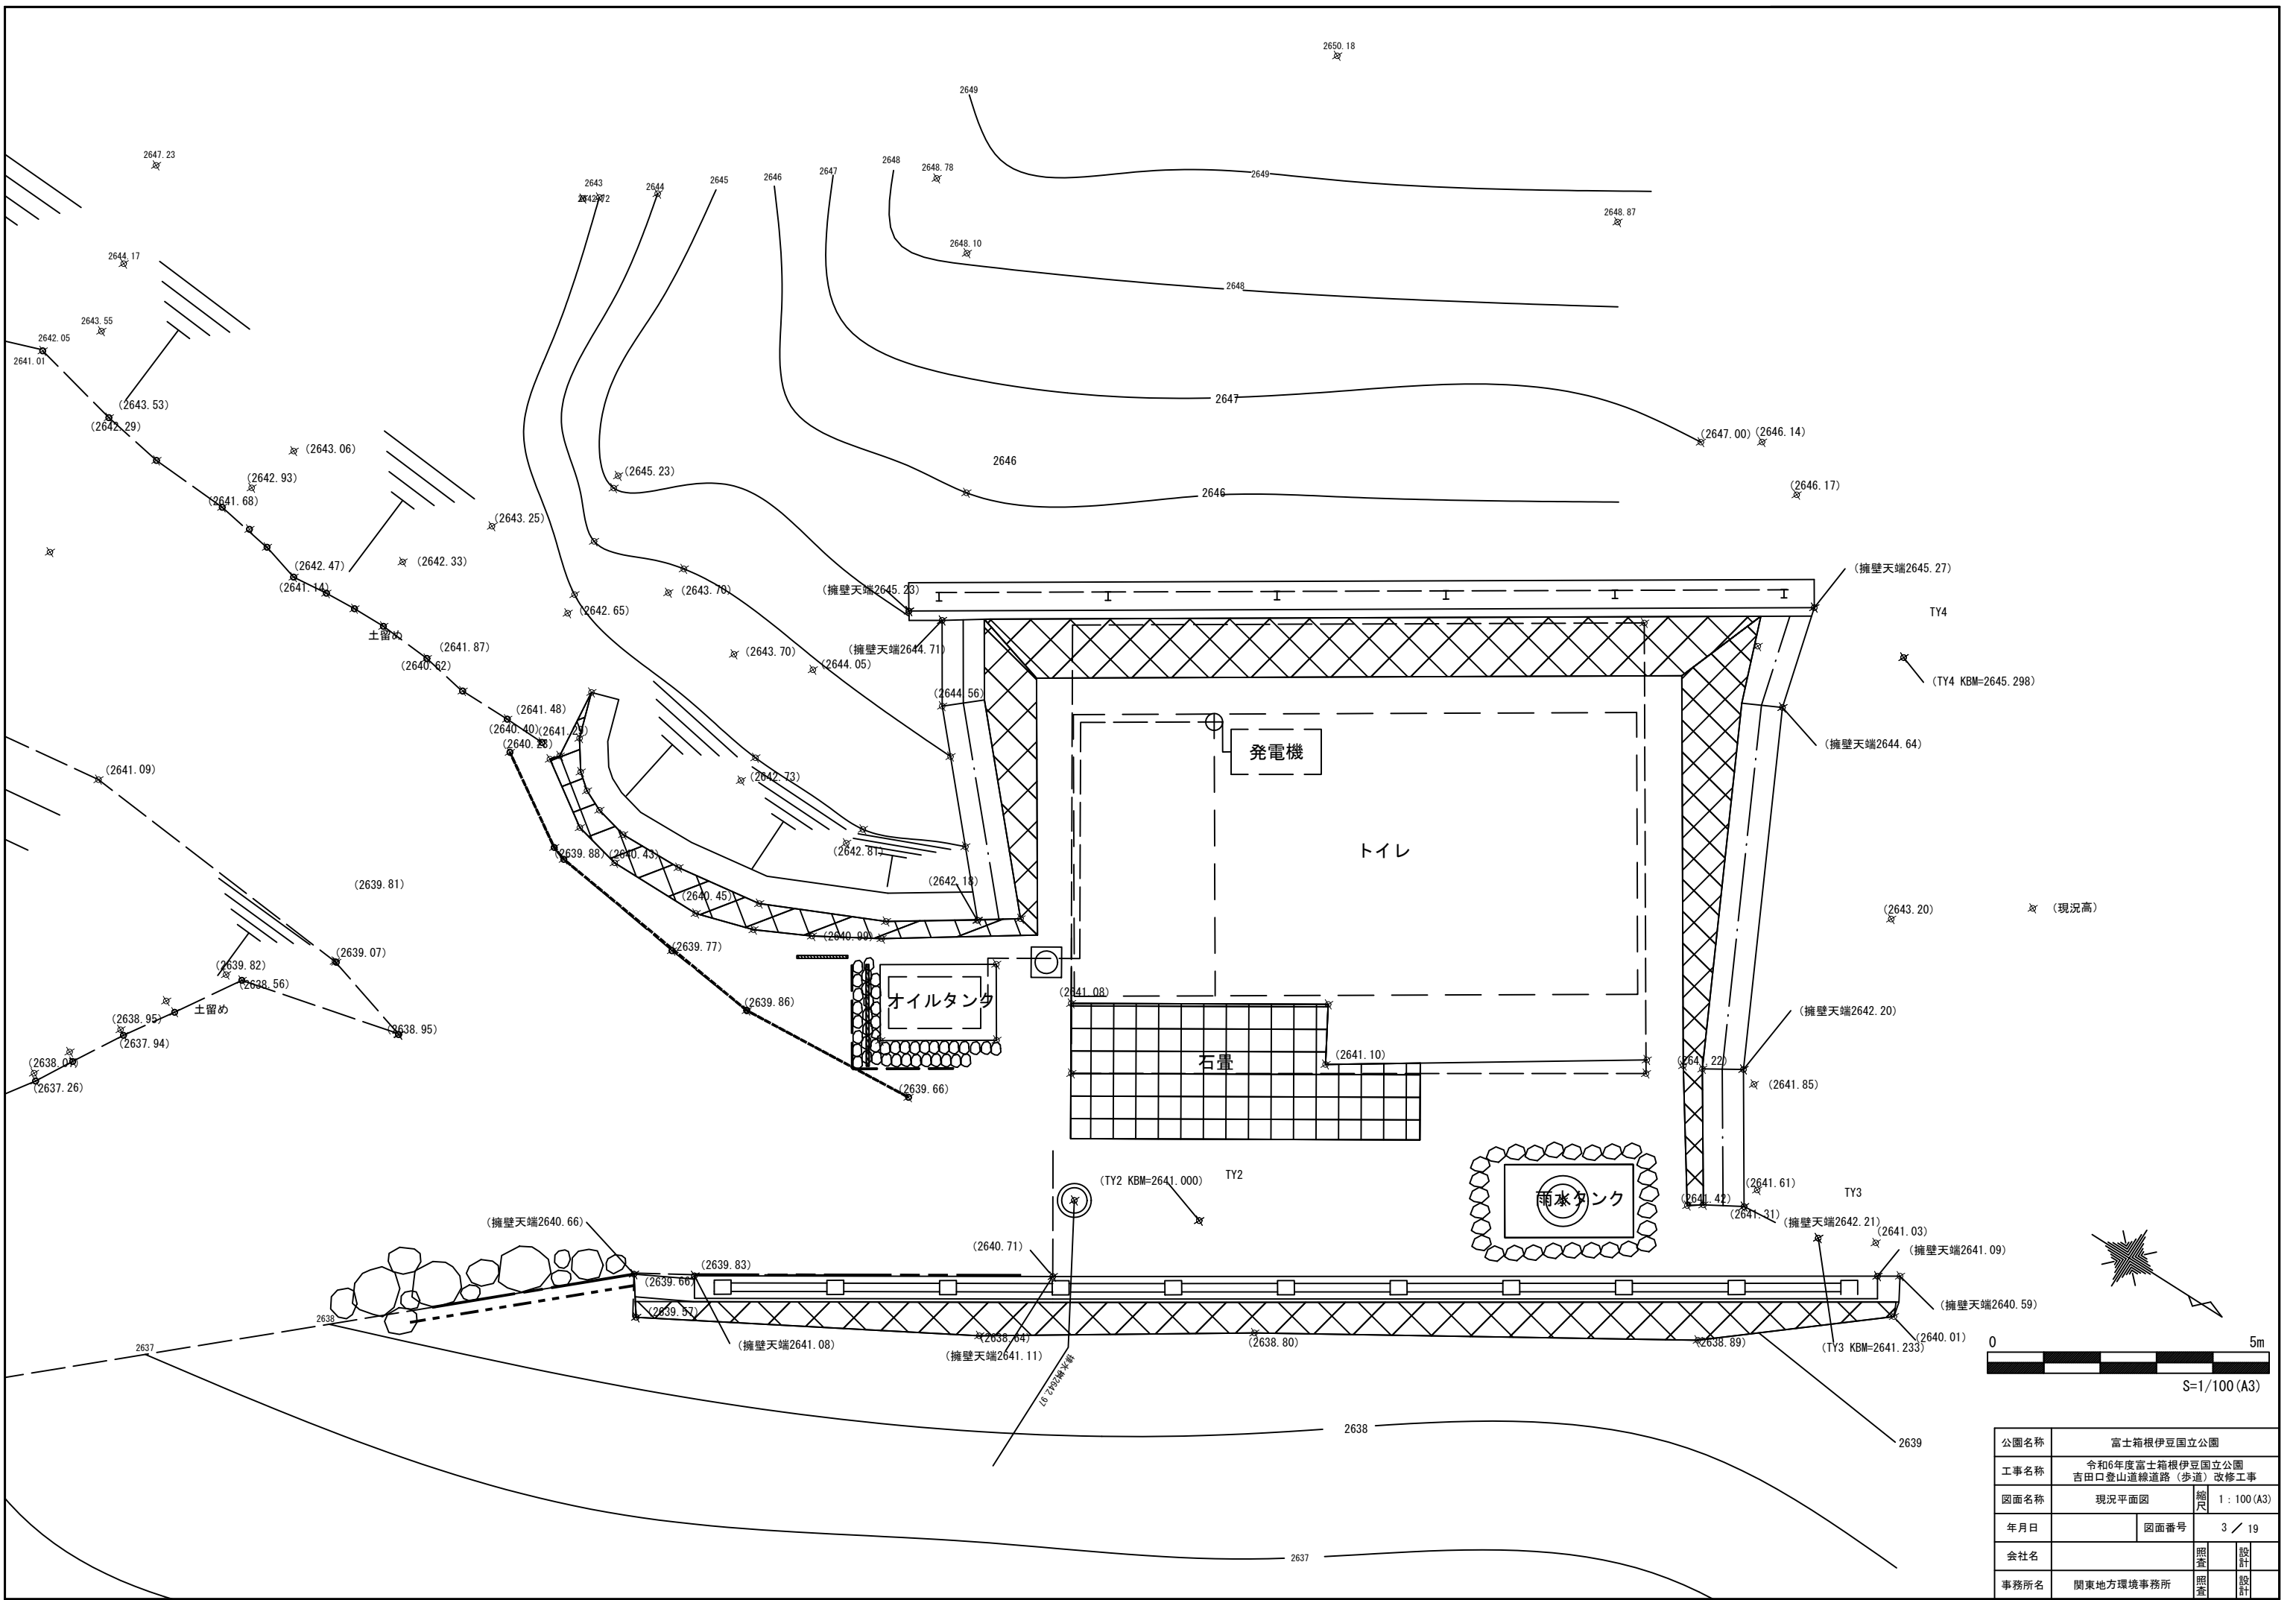 2650.18
2649
2647.23
2648
2648.78
2647
2646
2645
2643
2644
2649
2648.87
2648.10
2644.17
2648
2643.55
2642.05
2641.01
2647
(2643.53)
(2642.29)
(2643.06)
(2647.00)
(2646.14)
2646
(2645.23)
(2642.93)
(2641.68)
2646
(2646.17)
(2643.25)
(2642.33)
(2642.47)
(2641.14)
(2643.70)
(擁壁天端2645.23)
(擁壁天端2645.27)
(2642.65)
TY4
土留め
(2641.87)
(2640.62)
(2643.70)
(擁壁天端2644.71)
(2644.05)
(TY4 KBM=2645.298)
(2644.56)
(2641.48)
(2640.40)
(2640.28)
発電機
(擁壁天端2644.64)
(2641.09)
(2642.73)
トイレ
(2639.88)
(2640.43)
(2642.81)
(2639.81)
(2642.18)
(2640.45)
(2643.20)
(現況高)
(2640.99)
(2639.77)
(2639.07)
(2639.82)
(2638.56)
(2641.08)
(2639.86)
オイルタンク
土留め
(擁壁天端2642.20)
(2638.95)
(2637.94)
(2638.95)
(2641.10)
石畳
(2641.22)
(2638.07)
(2637.26)
(2639.66)
(2641.85)
(TY2 KBM=2641.000)
TY2
(2641.61)
TY3
雨水タンク
(2641.42)
(2641.31)
(擁壁天端2640.66)
(擁壁天端2642.21)
(2641.03)
(2640.71)
(擁壁天端2641.09)
(2639.83)
(2639.66)
(擁壁天端2640.59)
(2639.57)
2638
(2638.64)
(2638.80)
(2638.89)
(2640.01)
(擁壁天端2641.08)
(擁壁天端2641.11)
(TY3 KBM=2641.233)
2637
0 5m
S=1/100(A3)
2638
2639
2637
公園名称 富士箱根伊豆国立公園
工事名称 令和6年度富士箱根伊豆国立公園
吉田口登山道線道路（歩道）改修工事
図面名称 現況平面図 縮尺 1：100(A3)
年月日 図面番号 3 ／ 19
会社名 照査 設計
事務所名 関東地方環境事務所 照査 設計